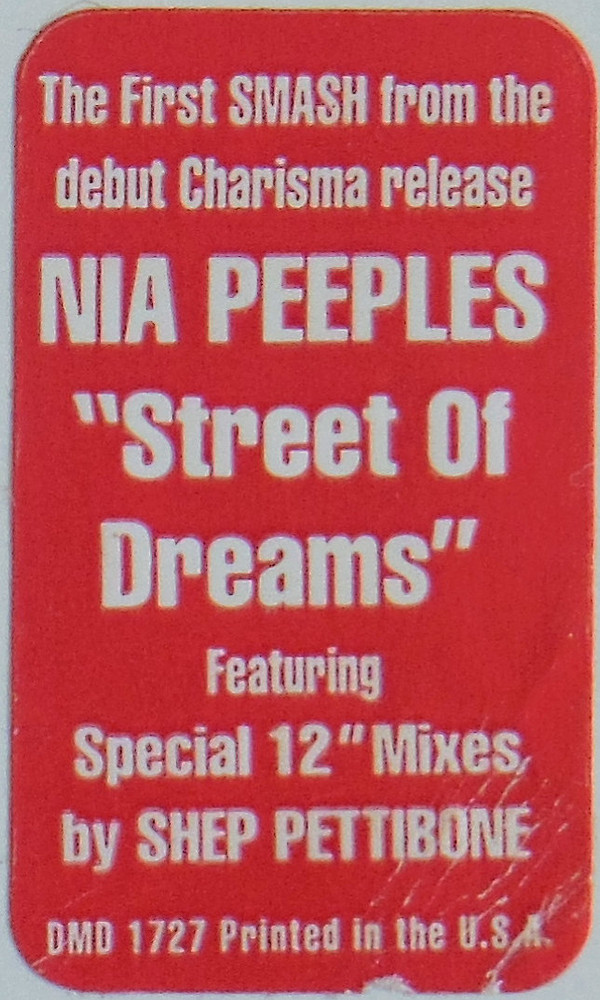 The First SMASH from the
debut Charisma release
NIA PEEPLES
"Street Of
Dreams"
Featuring
Special 12" Mixes
by SHEP PETTIBONE
DMD 1727 Printed in the U.S.A.